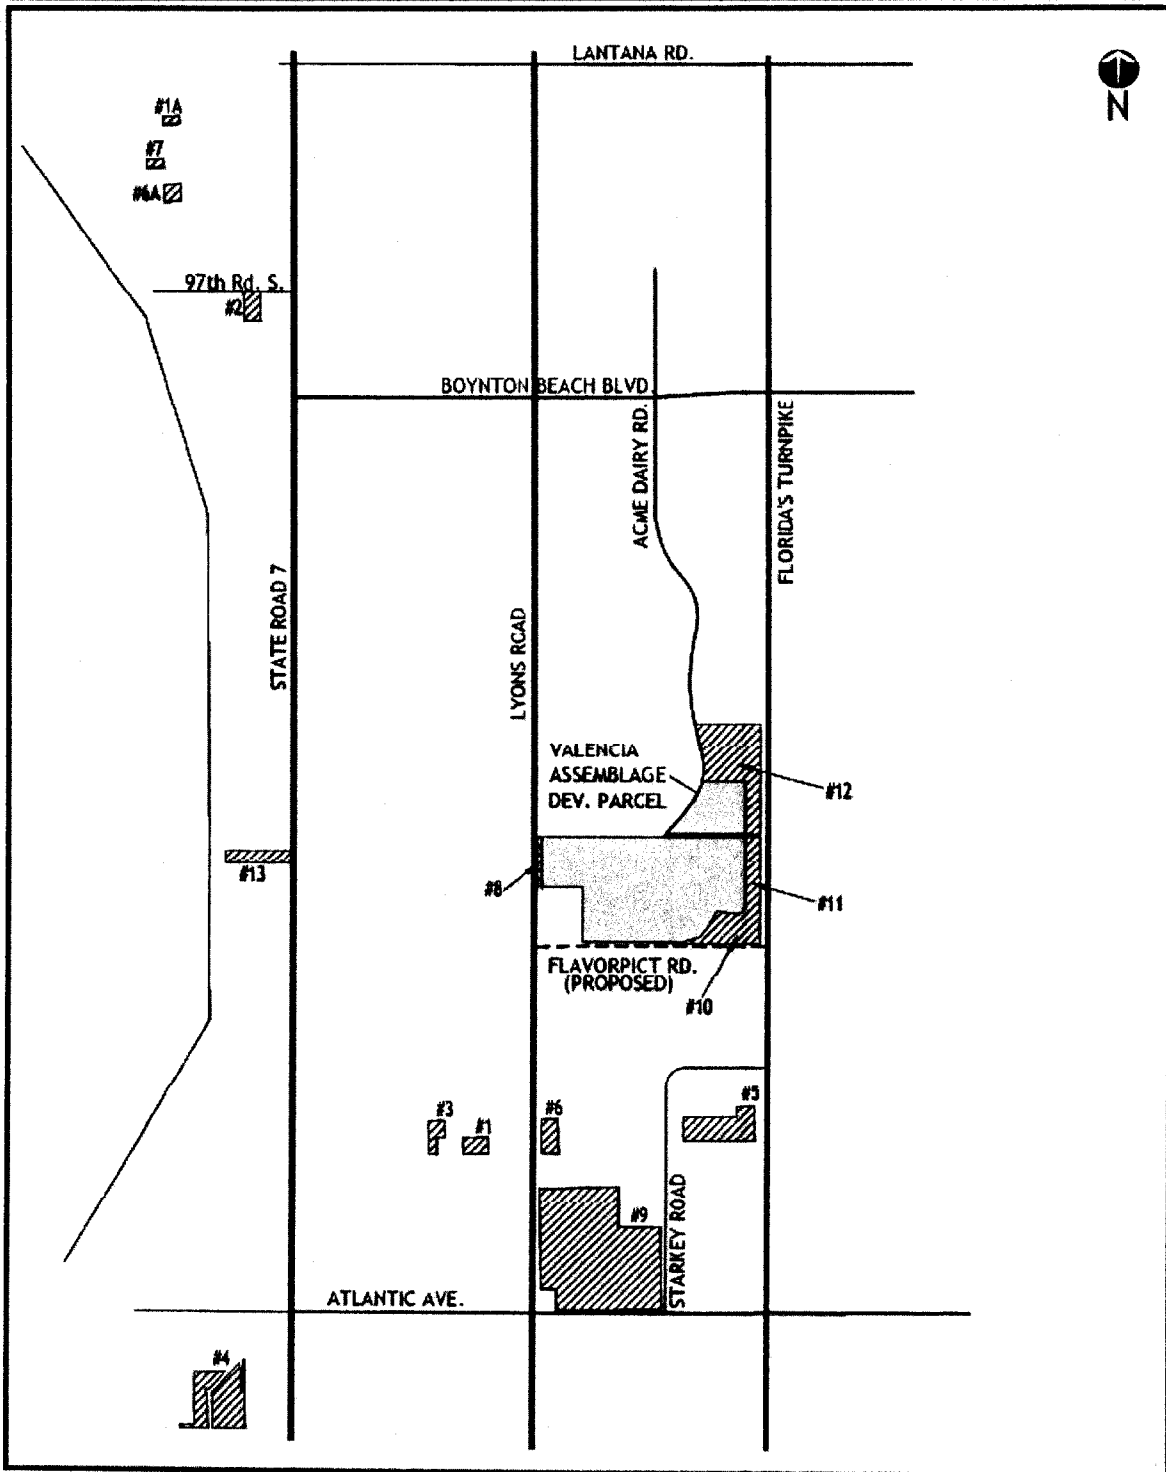 LANTANA RD.
N
#1A
#7
#6A
97th Rd. S.
#2
BOYNTON BEACH BLVD.
ACME DAIRY RD.
FLORIDA'S TURNPIKE
STATE ROAD 7
LYONS ROAD
VALENCIA
ASSEMBLAGE
DEV. PARCEL
#12
#13
#8
#11
FLAVORPICT RD.
(PROPOSED)
#10
#3
#1
#6
#5
#9
STARKEY ROAD
ATLANTIC AVE.
#4